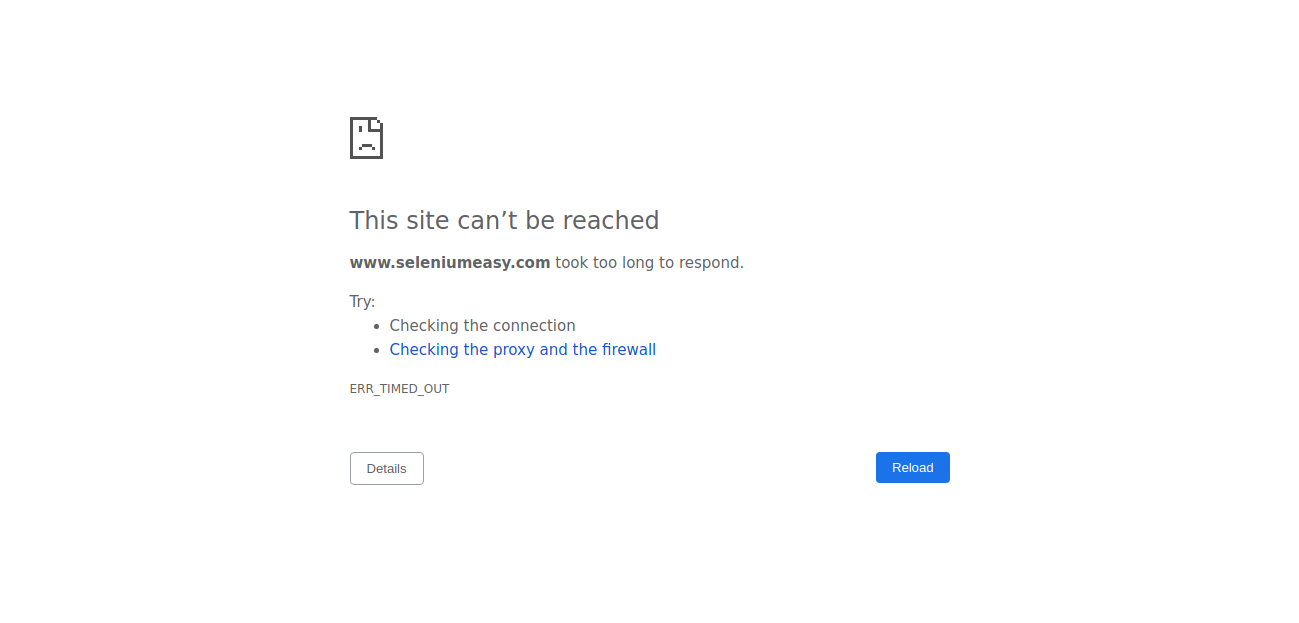 This site can’t be reached
www.seleniumeasy.com took too long to respond.
Try:
Checking the connection
Checking the proxy and the firewall
ERR_TIMED_OUT
Details
Reload